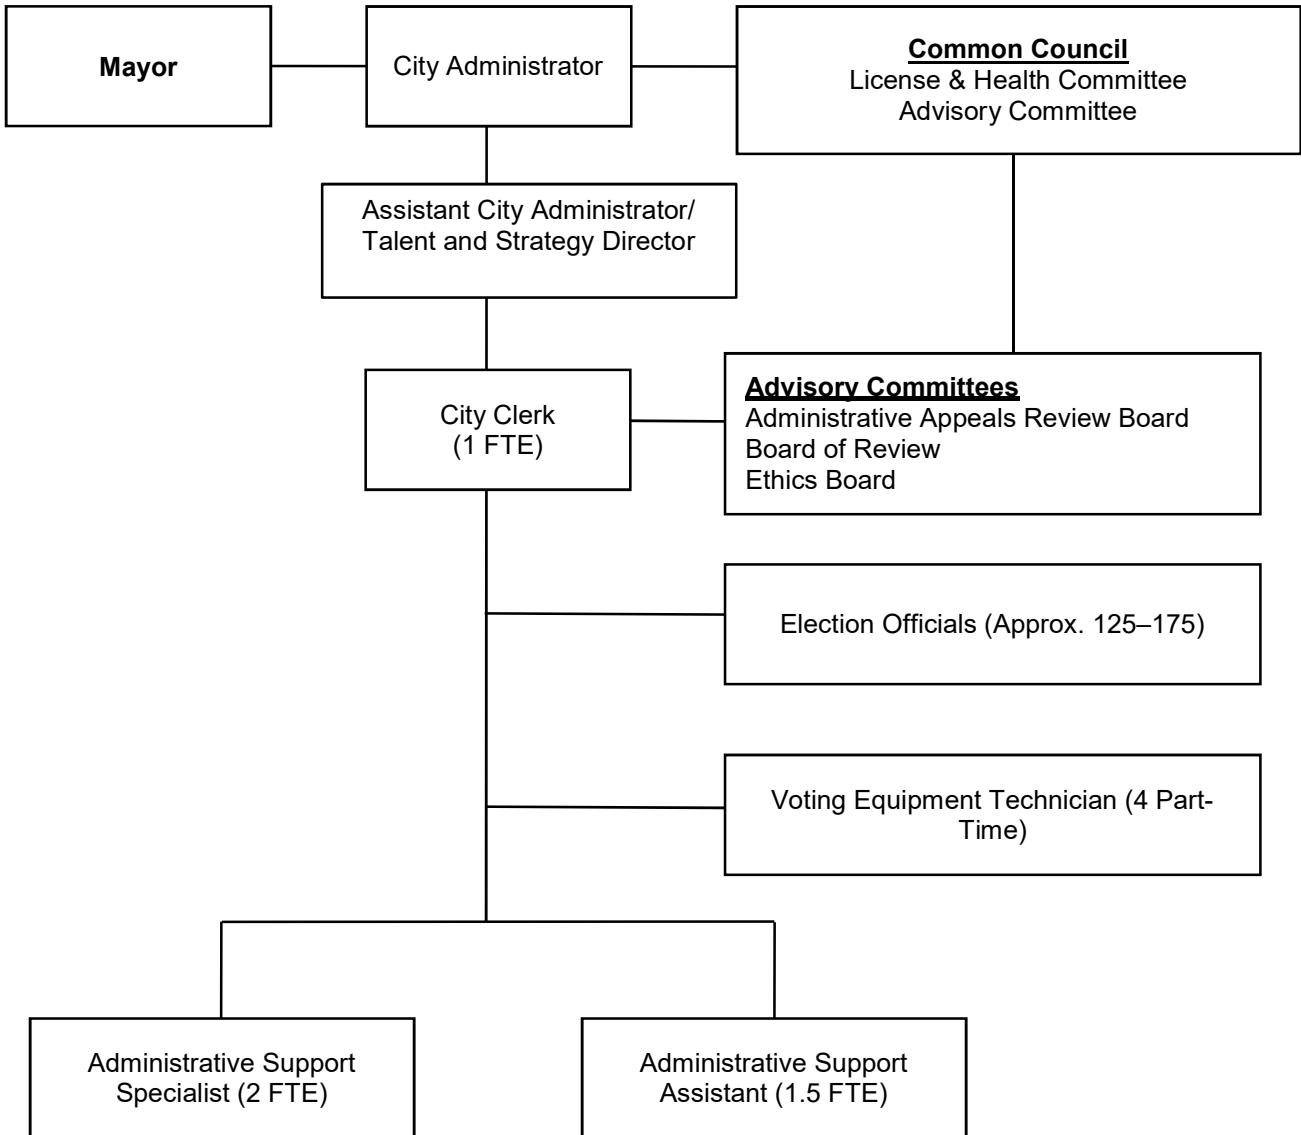 Mayor
City Administrator
Common Council
License & Health Committee
Advisory Committee
Assistant City Administrator/
Talent and Strategy Director
City Clerk
(1 FTE)
Advisory Committees
Administrative Appeals Review Board
Board of Review
Ethics Board
Election Officials (Approx. 125–175)
Voting Equipment Technician (4 Part-
Time)
Administrative Support
Specialist (2 FTE)
Administrative Support
Assistant (1.5 FTE)